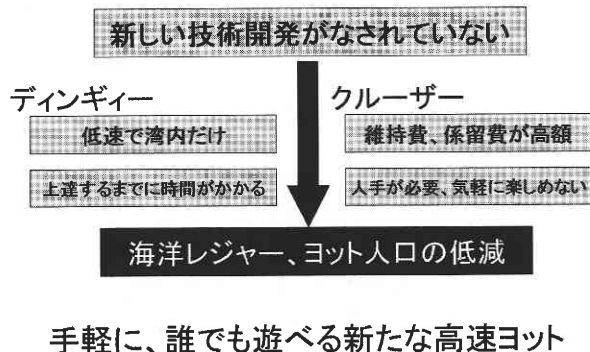 新しい技術開発がなされていない
ディンギィー
クルーザー
低速で湾内だけ
維持費、係留費が高額
上達するまでに時間がかかる
人手が必要、気軽に楽しめない
海洋レジャー、ヨット人口の低減
手軽に、誰でも遊べる新たな高速ヨット